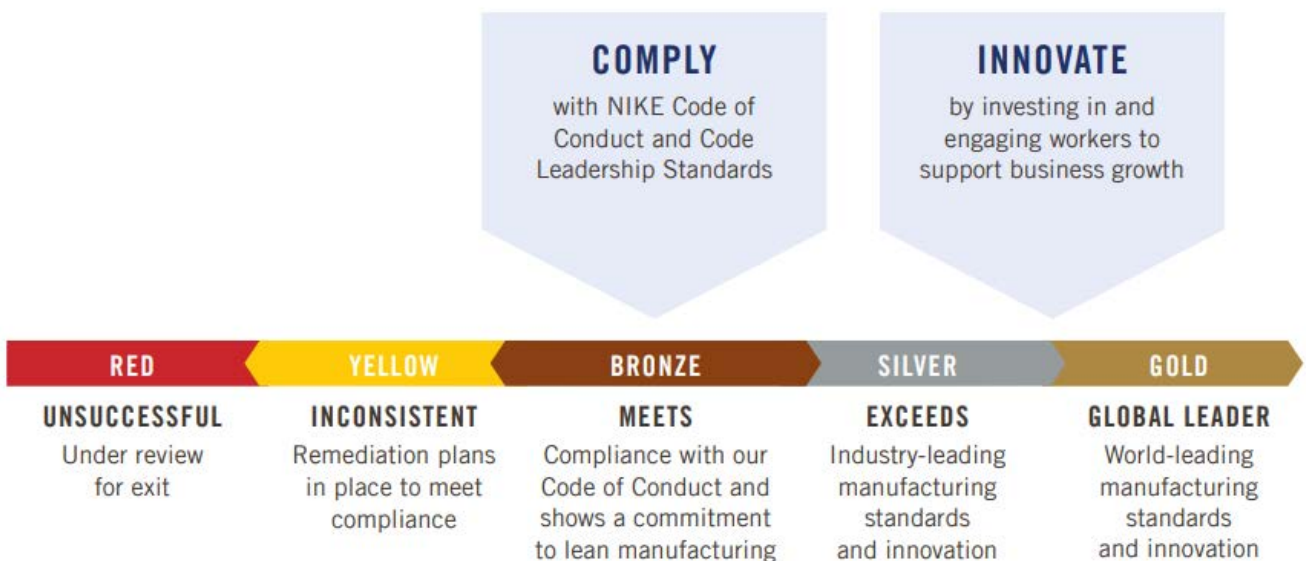 COMPLY
with NIKE Code of
Conduct and Code
Leadership Standards
INNOVATE
by investing in and
engaging workers to
support business growth
RED
YELLOW
BRONZE
SILVER
GOLD
UNSUCCESSFUL
Under review
for exit
INCONSISTENT
Remediation plans
in place to meet
compliance
MEETS
Compliance with our
Code of Conduct and
shows a commitment
to lean manufacturing
EXCEEDS
Industry-leading
manufacturing
standards
and innovation
GLOBAL LEADER
World-leading
manufacturing
standards
and innovation